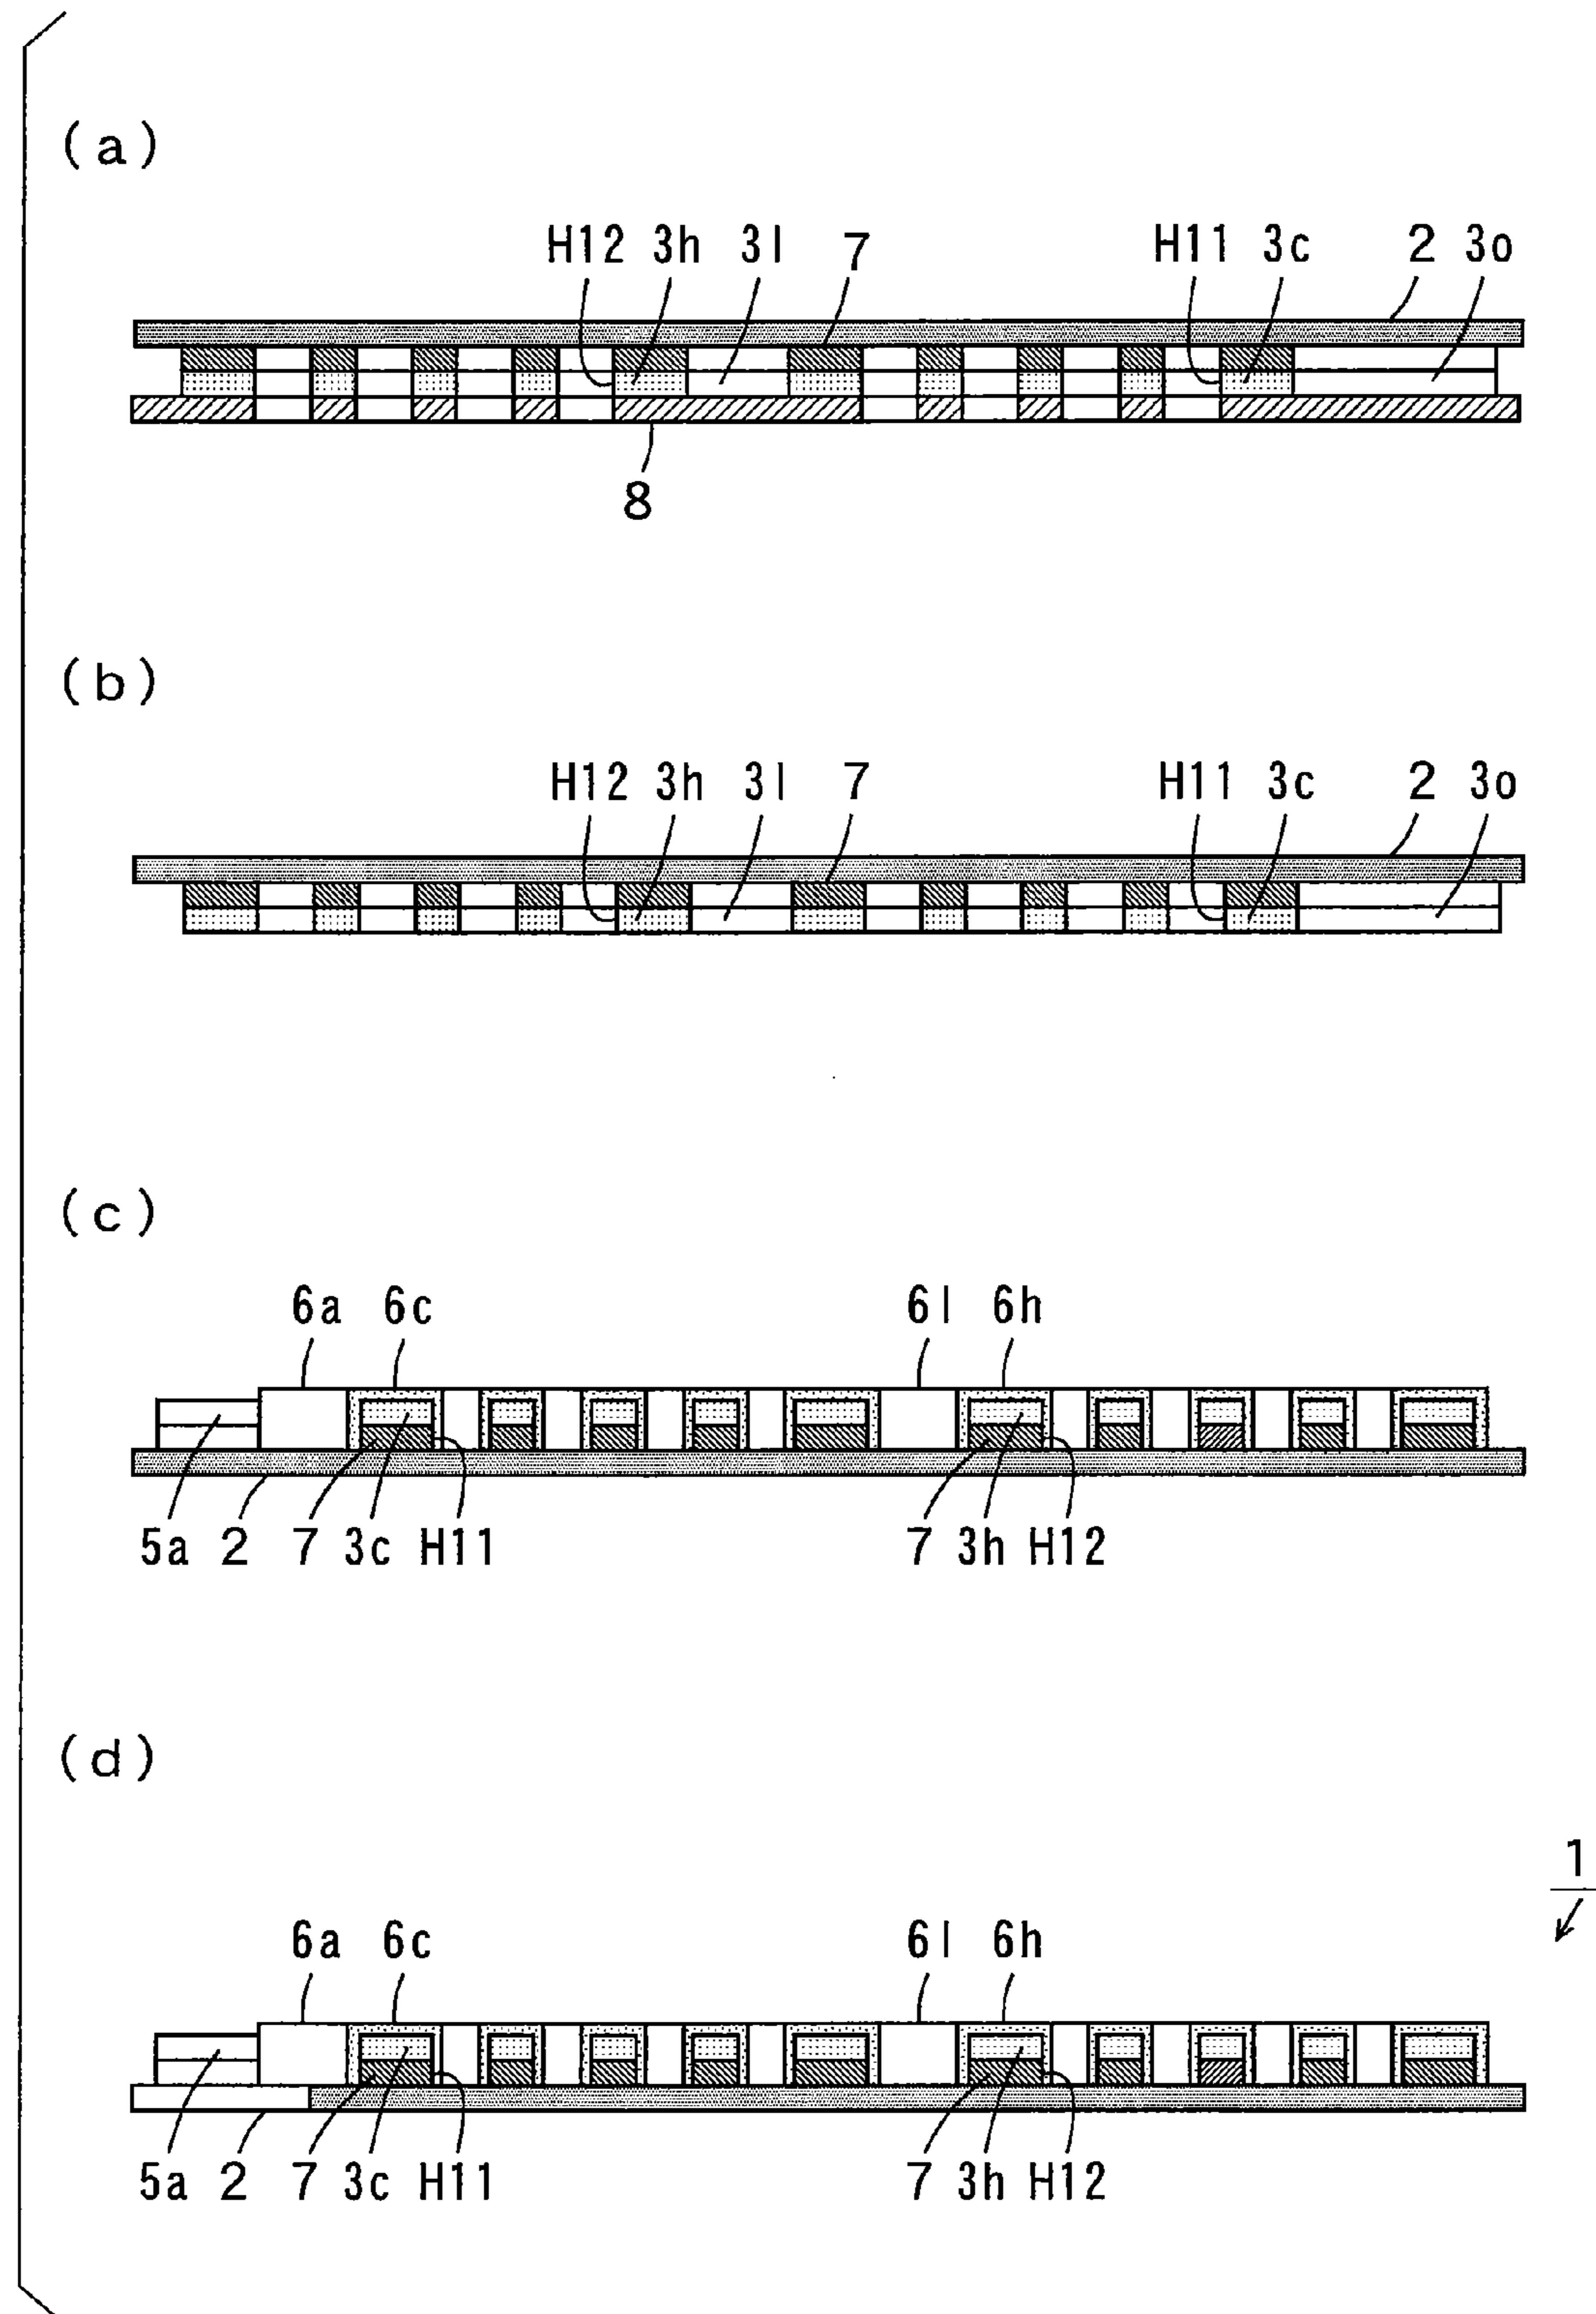 (a)
H12 3h 3l 7 H11 3c 2 3o
8
(b)
H12 3h 3l 7 H11 3c 2 3o
(c)
6a 6c 6l 6h
5a 2 7 3c H11 7 3h H12
(d)
1
6a 6c 6l 6h
5a 2 7 3c H11 7 3h H12